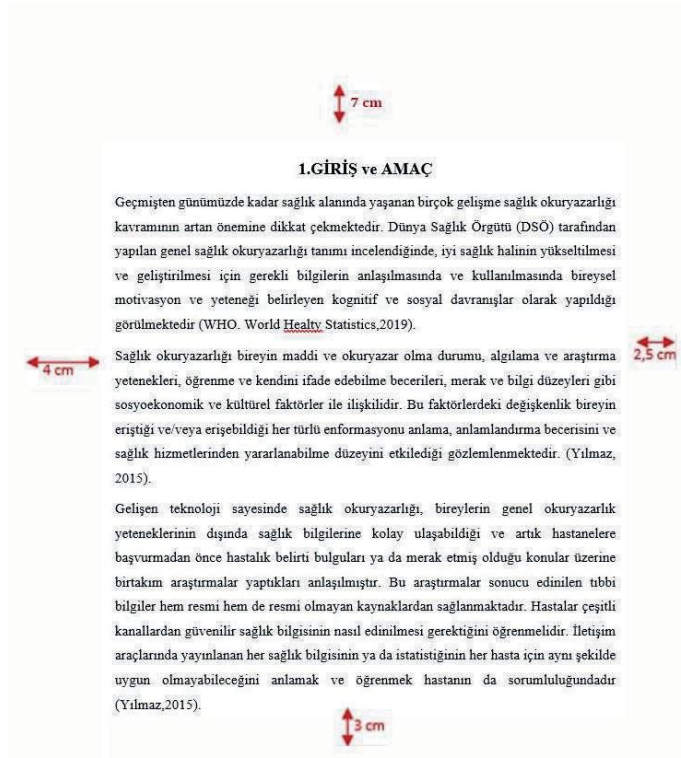 7 cm
1.GİRİŞ ve AMAÇ
Geçmişten günümüzde kadar sağlık alanında yaşanan birçok gelişme sağlık okuryazarlığı
kavramının artan önemine dikkat çekmektedir. Dünya Sağlık Örgütü (DSÖ) tarafından
yapılan genel sağlık okuryazarlığı tanımı incelendiğinde, iyi sağlık halinin yükseltilmesi
ve geliştirilmesi için gerekli bilgilerin anlaşılmasında ve kullanılmasında bireysel
motivasyon ve yeteneği belirleyen kognitif ve sosyal davranışlar olarak yapıldığı
görülmektedir (WHO. World Healty Statistics,2019).
2,5 cm
4 cm
Sağlık okuryazarlığı bireyin maddi ve okuryazar olma durumu, algılama ve araştırma
yetenekleri, öğrenme ve kendini ifade edebilme becerileri, merak ve bilgi düzeyleri gibi
sosyoekonomik ve kültürel faktörler ile ilişkilidir. Bu faktörlerdeki değişkenlik bireyin
eriştiği ve/veya erişebildiği her türlü enformasyonu anlama, anlamlandırma becerisini ve
sağlık hizmetlerinden yararlanabilme düzeyini etkilediği gözlemlenmektedir. (Yılmaz,
2015).
Gelişen teknoloji sayesinde sağlık okuryazarlığı, bireylerin genel okuryazarlık
yeteneklerinin dışında sağlık bilgilerine kolay ulaşabildiği ve artık hastanelere
başvurmadan önce hastalık belirti bulguları ya da merak etmiş olduğu konular üzerine
birtakım araştırmalar yaptıkları anlaşılmıştır. Bu araştırmalar sonucu edinilen tıbbi
bilgiler hem resmi hem de resmi olmayan kaynaklardan sağlanmaktadır. Hastalar çeşitli
kanallardan güvenilir sağlık bilgisinin nasıl edinilmesi gerektiğini öğrenmelidir. İletişim
araçlarında yayınlanan her sağlık bilgisinin ya da istatistiğinin her hasta için aynı şekilde
uygun olmayabileceğini anlamak ve öğrenmek hastanın da sorumluluğundadır
(Yılmaz,2015).
3 cm